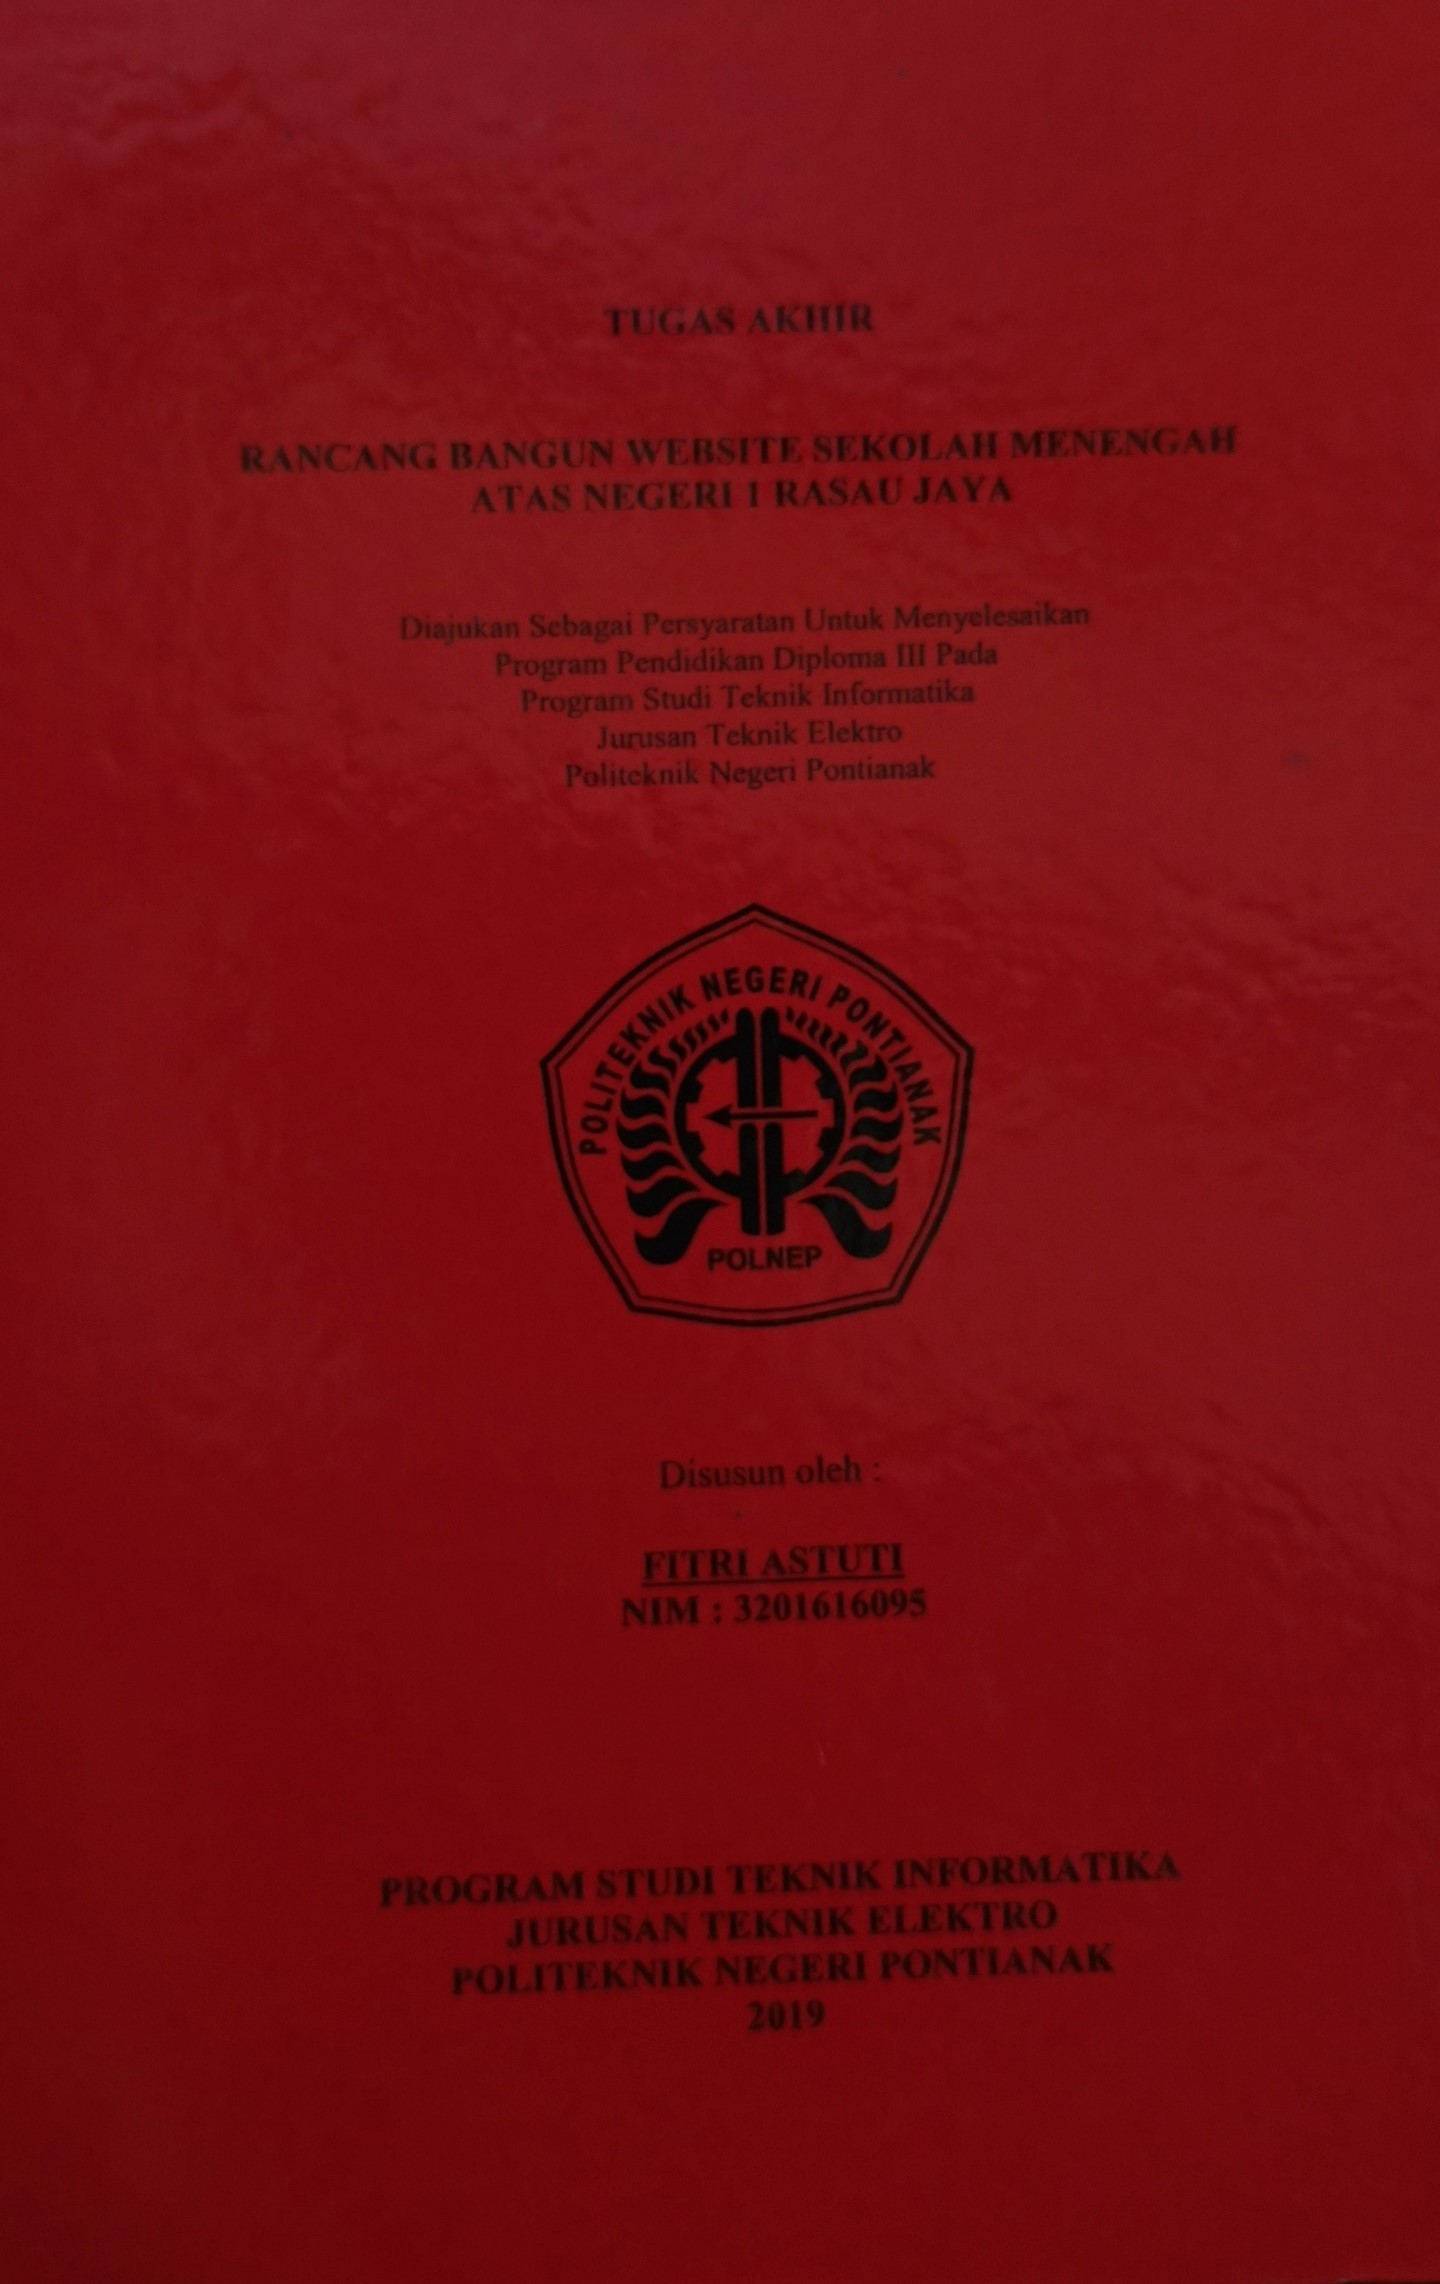 TUGAS AKHIR
RANCANG BANGUN WEBSITE SEKOLAH MENENGAH
ATAS NEGERI 1 RASAU JAYA
Diajukan Sebagai Persyaratan Untuk Menyelesaikan
Program Pendidikan Diploma III Pada
Program Studi Teknik Informatika
Jurusan Teknik Elektro
Politeknik Negeri Pontianak
POLITEKNIK NEGERI PONTIANAK
POLNEP
Disusun oleh :
FITRI ASTUTI
NIM : 3201616095
PROGRAM STUDI TEKNIK INFORMATIKA
JURUSAN TEKNIK ELEKTRO
POLITEKNIK NEGERI PONTIANAK
2019